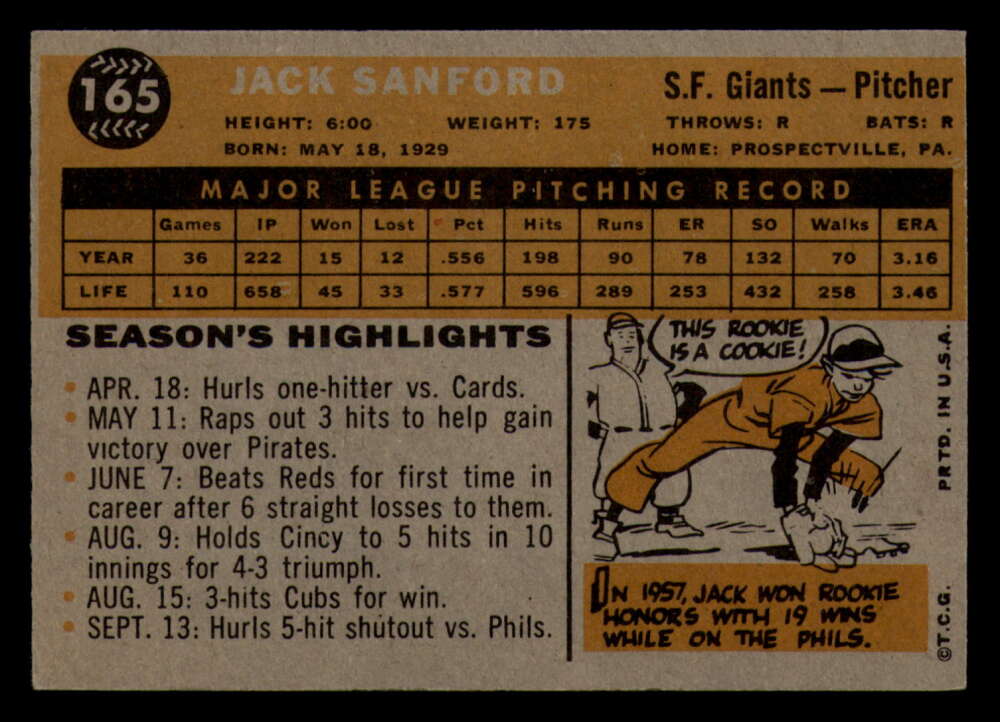 165
JACK SANFORD
S.F. Giants — Pitcher
HEIGHT: 6:00 WEIGHT: 175 THROWS: R BATS: R
BORN: MAY 18, 1929 HOME: PROSPECTVILLE, PA.
MAJOR LEAGUE PITCHING RECORD
Games IP Won Lost Pct Hits Runs ER SO Walks ERA
YEAR 36 222 15 12 .556 198 90 78 132 70 3.16
LIFE 110 658 45 33 .577 596 289 253 432 258 3.46
SEASON'S HIGHLIGHTS
• APR. 18: Hurls one-hitter vs. Cards.
• MAY 11: Raps out 3 hits to help gain
victory over Pirates.
• JUNE 7: Beats Reds for first time in
career after 6 straight losses to them.
• AUG. 9: Holds Cincy to 5 hits in 10
innings for 4-3 triumph.
• AUG. 15: 3-hits Cubs for win.
• SEPT. 13: Hurls 5-hit shutout vs. Phils.
THIS ROOKIE
IS A COOKIE!
IN 1957, JACK WON ROOKIE
HONORS WITH 19 WINS
WHILE ON THE PHILS.
©T.C.G. PRTD. IN U.S.A.